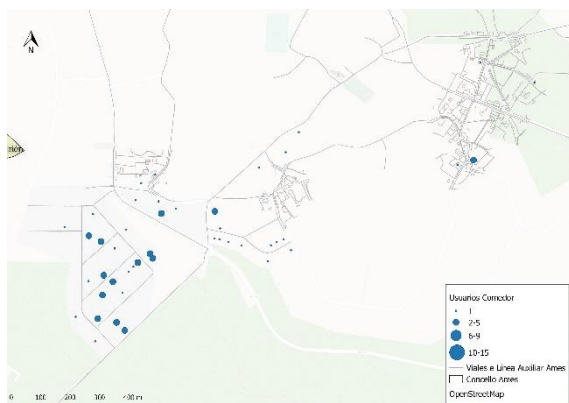 N
Usuarios Comedor
1
2-5
6-9
10-15
Viales e Línea Auxiliar Ames
Concello Ames
OpenStreetMap
0 100 200 300 400 m